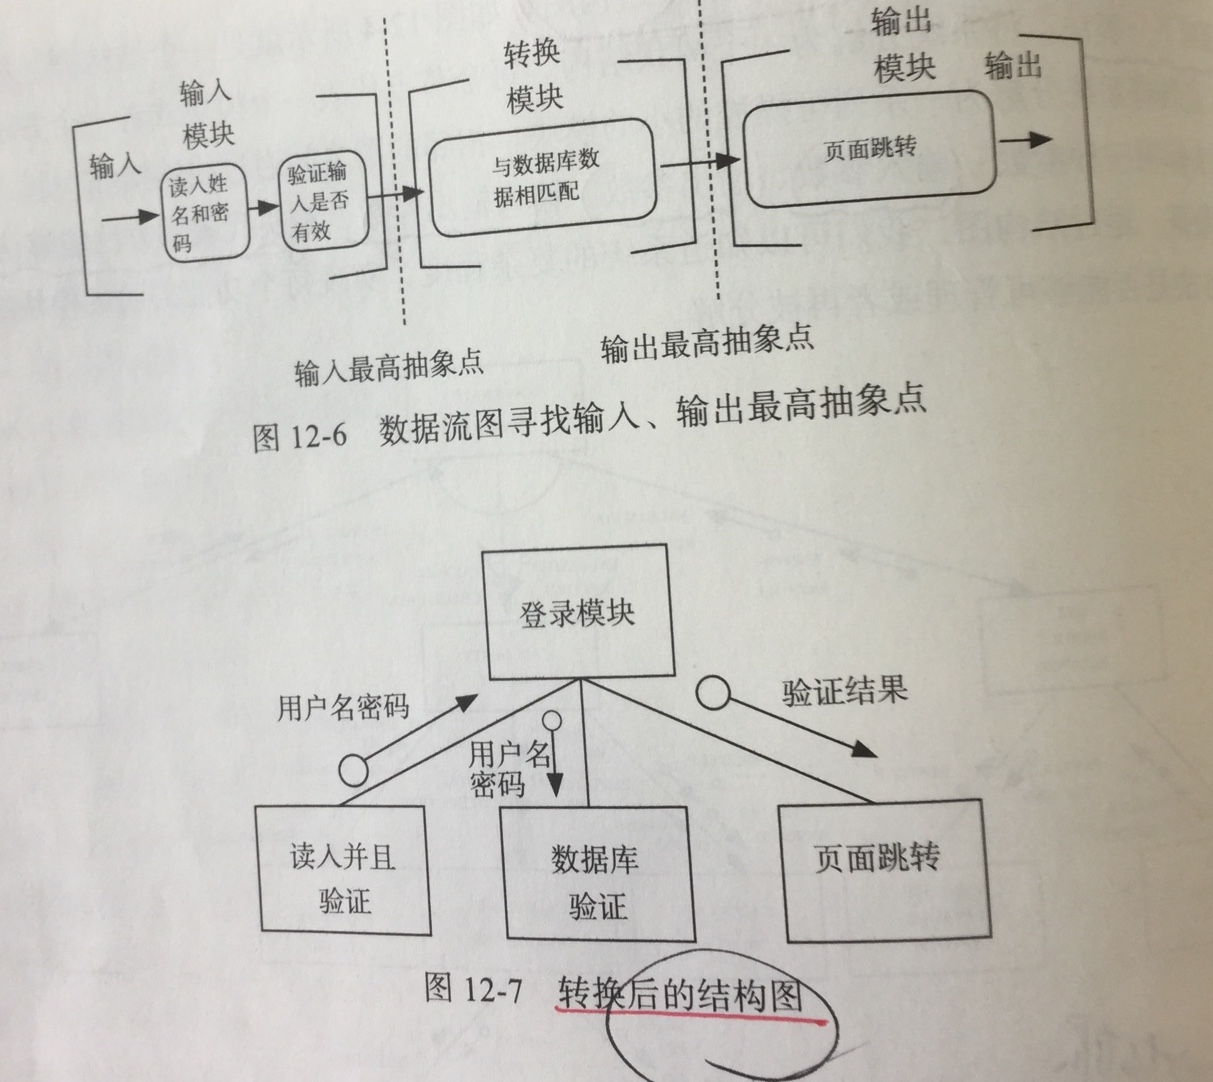 输入
模块
输入
读入姓
名和密
码
验证输
入是否
有效
转换
模块
与数据库数
据相匹配
输出
模块
输出
页面跳转
输入最高抽象点
输出最高抽象点
图 12-6 数据流图寻找输入、输出最高抽象点
登录模块
用户名密码
用户名
密码
验证结果
读入并且
验证
数据库
验证
页面跳转
图 12-7 转换后的结构图